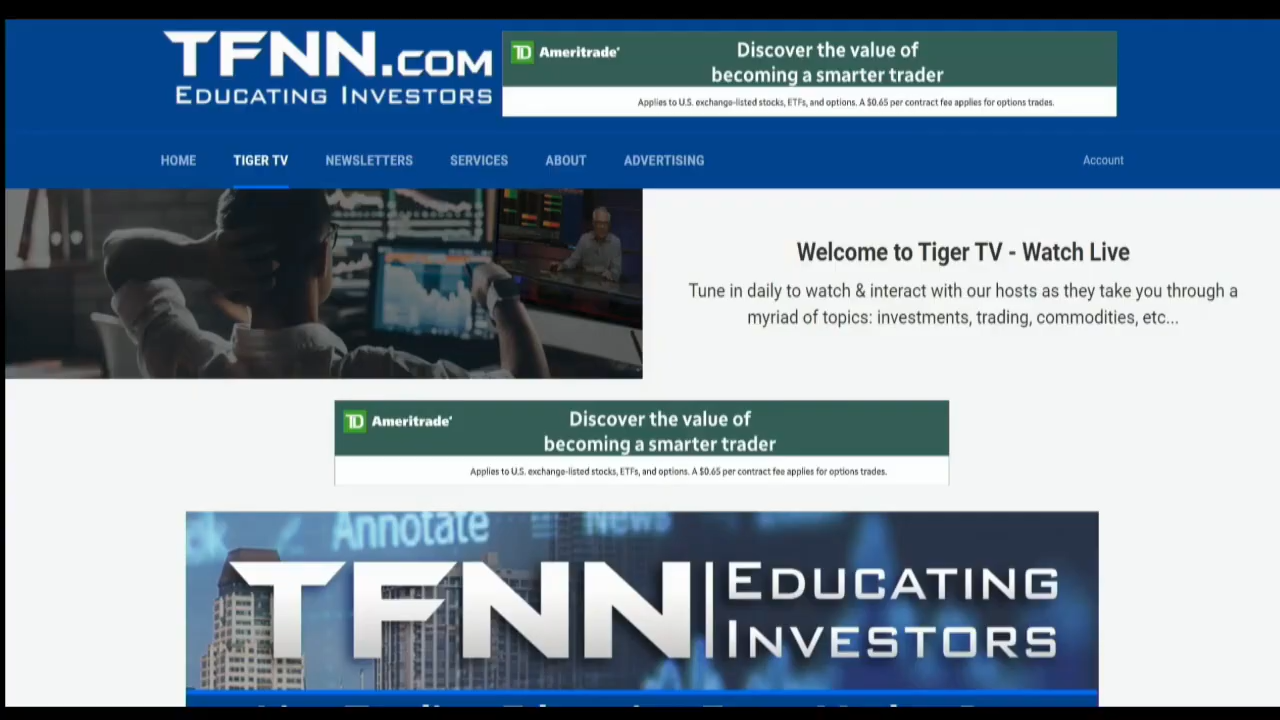 TFNN.COM
EDUCATING INVESTORS
TD Ameritrade
Discover the value of
becoming a smarter trader
Applies to U.S. exchange-listed stocks, ETFs, and options. A $0.65 per contract fee applies for options trades.
HOME TIGER TV NEWSLETTERS SERVICES ABOUT ADVERTISING Account
Welcome to Tiger TV - Watch Live
Tune in daily to watch & interact with our hosts as they take you through a
myriad of topics: investments, trading, commodities, etc...
TD Ameritrade
Discover the value of
becoming a smarter trader
Applies to U.S. exchange-listed stocks, ETFs, and options. A $0.65 per contract fee applies for options trades.
Annotate News
TFNN EDUCATING
INVESTORS